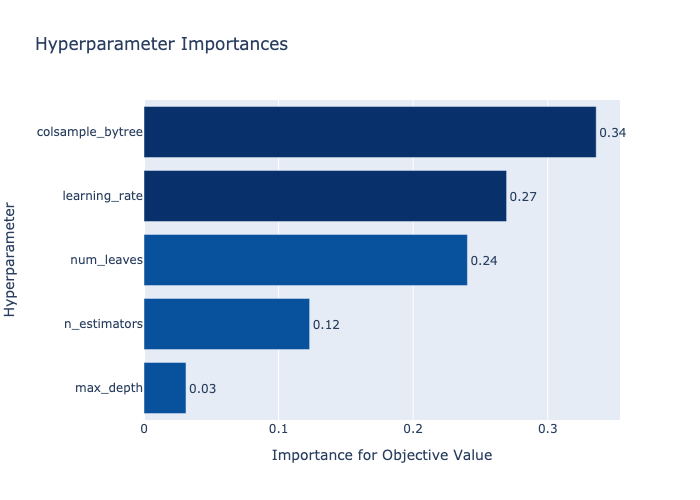 Hyperparameter Importances
Hyperparameter
colsample_bytree 0.34
learning_rate 0.27
num_leaves 0.24
n_estimators 0.12
max_depth 0.03
0 0.1 0.2 0.3
Importance for Objective Value